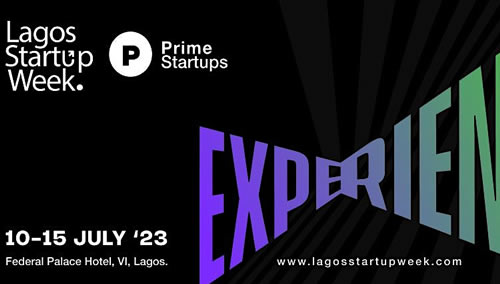 Lagos
Startup
Week.
P
Prime
Startups
EXPERIEN
10–15 JULY ‘23
Federal Palace Hotel, VI, Lagos.
www.lagosstartupweek.com